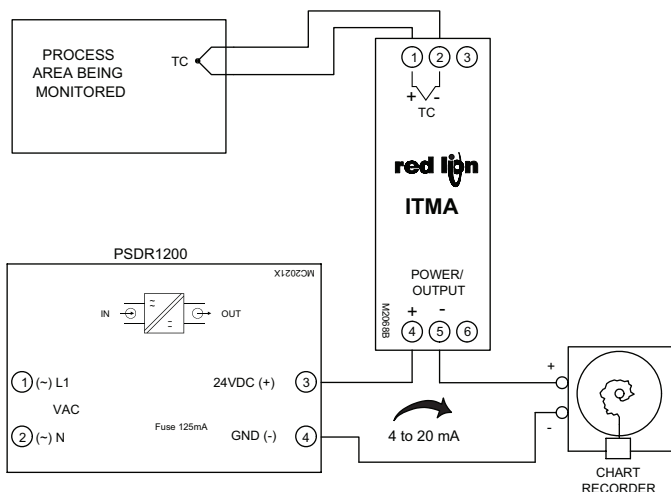 PROCESS
AREA BEING
MONITORED
TC
1 2 3
+ -
TC
red lion
ITMA
POWER/
OUTPUT
+ -
4 5 6
M2068B
PSDR1200
MC2021X
IN OUT
1 (~) L1
VAC
2 (~) N
24VDC (+) 3
Fuse 125mA
GND (-) 4
4 to 20 mA
+
-
CHART
RECORDER